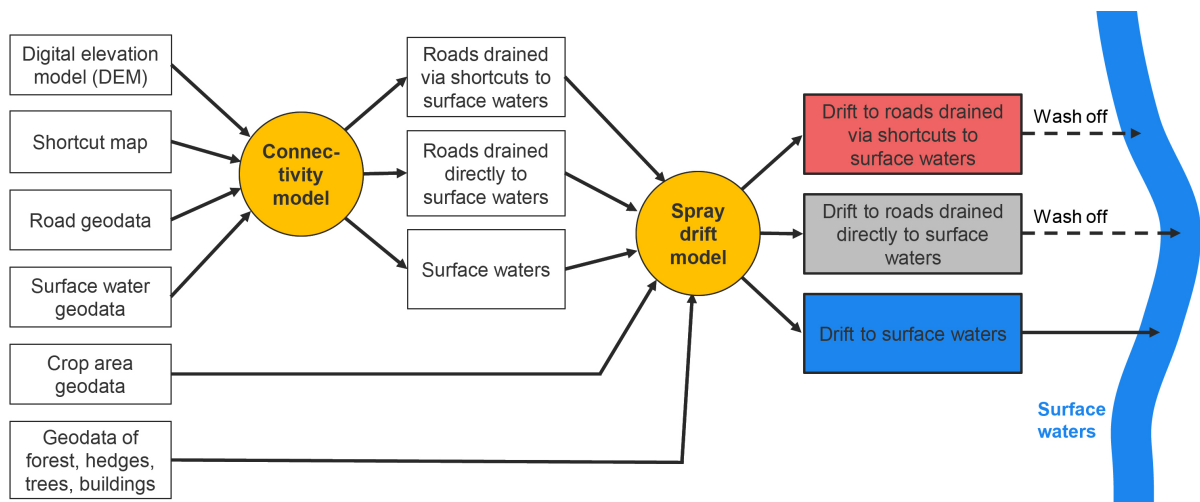 Digital elevation
model (DEM)
Shortcut map
Road geodata
Surface water
geodata
Crop area
geodata
Geodata of
forest, hedges,
trees, buildings
Connec-
tivity
model
Roads drained
via shortcuts to
surface waters
Roads drained
directly to
surface waters
Surface waters
Spray
drift
model
Drift to roads drained
via shortcuts to
surface waters
Wash off
Drift to roads drained
directly to surface
waters
Wash off
Drift to surface waters
Surface
waters